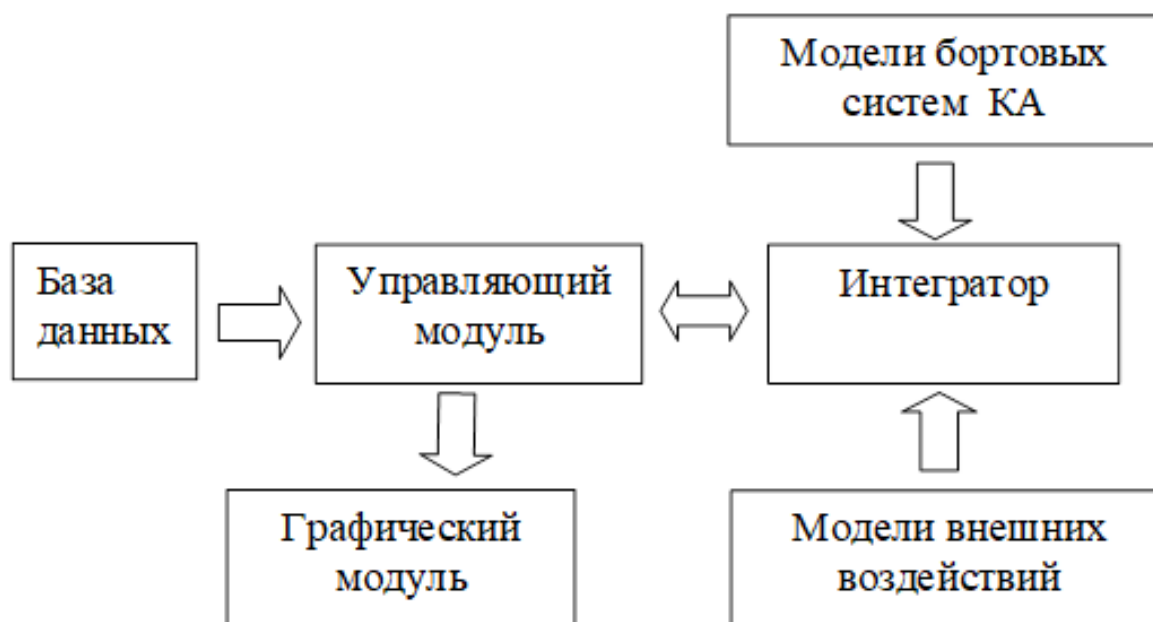 Модели бортовых
систем КА
База
данных
Управляющий
модуль
Интегратор
Графический
модуль
Модели внешних
воздействий